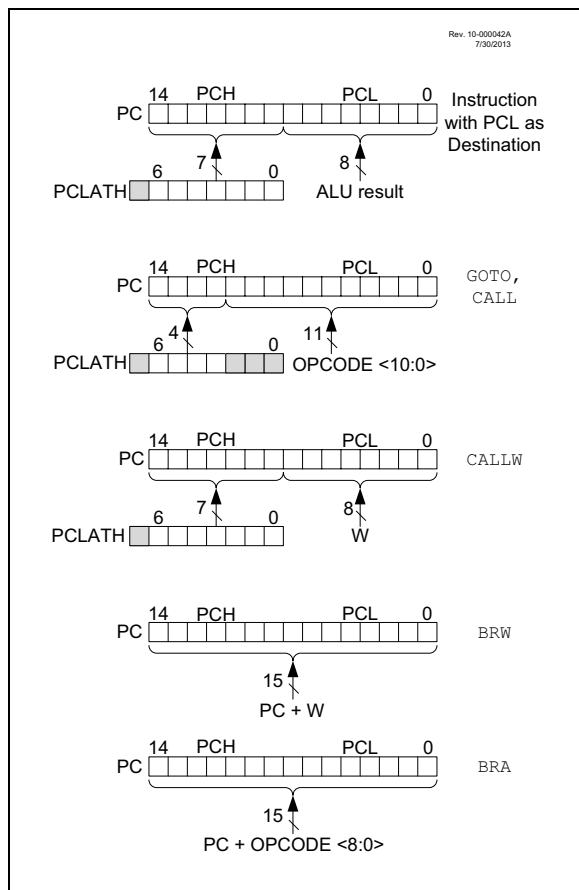 Rev. 10-000042A
7/30/2013
14 PCH PCL 0
PC
Instruction
with PCL as
Destination
6 7 0 8
PCLATH ALU result
14 PCH PCL 0
PC
GOTO,
CALL
6 4 0 11
PCLATH OPCODE <10:0>
14 PCH PCL 0
PC CALLW
6 7 0 8
PCLATH W
14 PCH PCL 0
PC BRW
15
PC + W
14 PCH PCL 0
PC BRA
15
PC + OPCODE <8:0>